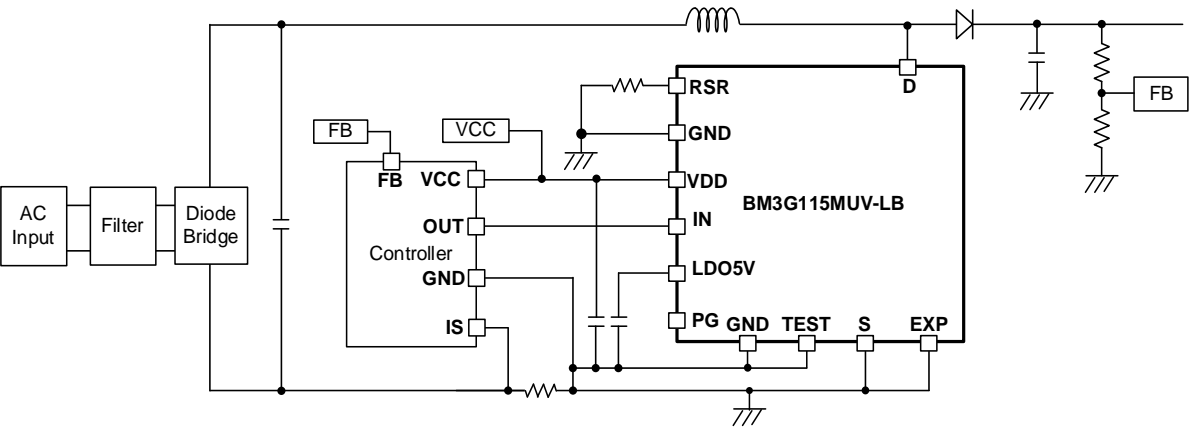 AC
Input
Filter
Diode
Bridge
FB
FB
VCC
VCC
OUT
Controller
GND
IS
RSR
GND
VDD
IN
LDO5V
PG
GND
TEST
S
EXP
D
BM3G115MUV-LB
FB